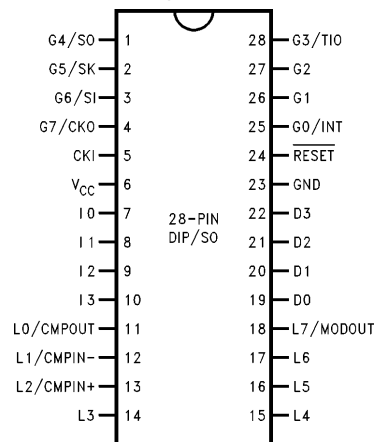 G4/SO 1 28 G3/TIO
G5/SK 2 27 G2
G6/SI 3 26 G1
G7/CKO 4 25 G0/INT
CKI 5 24 RESET
VCC 6 23 GND
I0 7 22 D3
I1 8 21 D2
I2 9 20 D1
I3 10 19 D0
28-PIN
DIP/SO
L0/CMPOUT 11 18 L7/MODOUT
L1/CMPIN- 12 17 L6
L2/CMPIN+ 13 16 L5
L3 14 15 L4